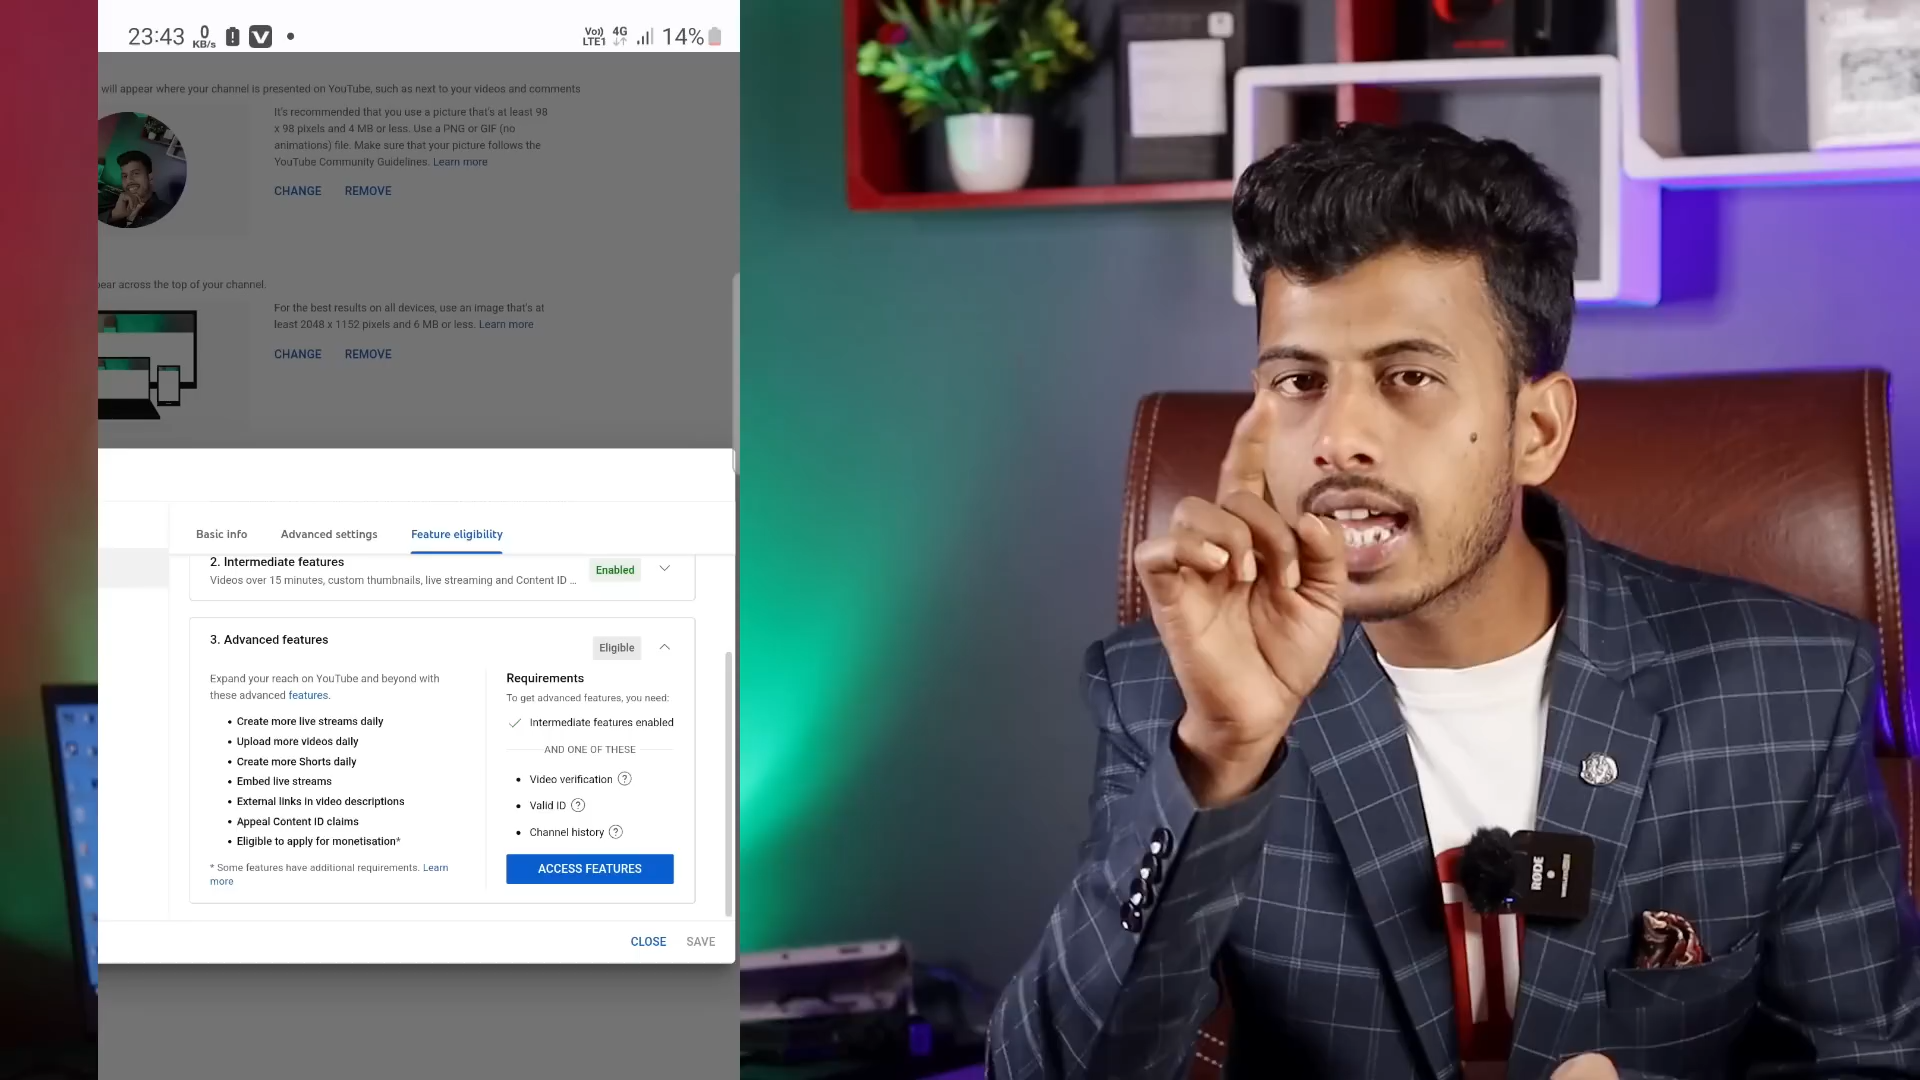 23:43 0 KB/s Vo)) LTE1 4G 14%
will appear where your channel is presented on YouTube, such as next to your videos and comments
It's recommended that you use a picture that's at least 98
x 98 pixels and 4 MB or less. Use a PNG or GIF (no
animations) file. Make sure that your picture follows the
YouTube Community Guidelines. Learn more
CHANGE REMOVE
ear across the top of your channel.
For the best results on all devices, use an image that's at
least 2048 x 1152 pixels and 6 MB or less. Learn more
CHANGE REMOVE
Basic info Advanced settings Feature eligibility
2. Intermediate features
Enabled
Videos over 15 minutes, custom thumbnails, live streaming and Content ID ...
3. Advanced features
Eligible
Expand your reach on YouTube and beyond with
these advanced features.
• Create more live streams daily
• Upload more videos daily
• Create more Shorts daily
• Embed live streams
• External links in video descriptions
• Appeal Content ID claims
• Eligible to apply for monetisation*
* Some features have additional requirements. Learn
more
Requirements
To get advanced features, you need:
Intermediate features enabled
AND ONE OF THESE
• Video verification ?
• Valid ID ?
• Channel history ?
ACCESS FEATURES
CLOSE SAVE
RODE